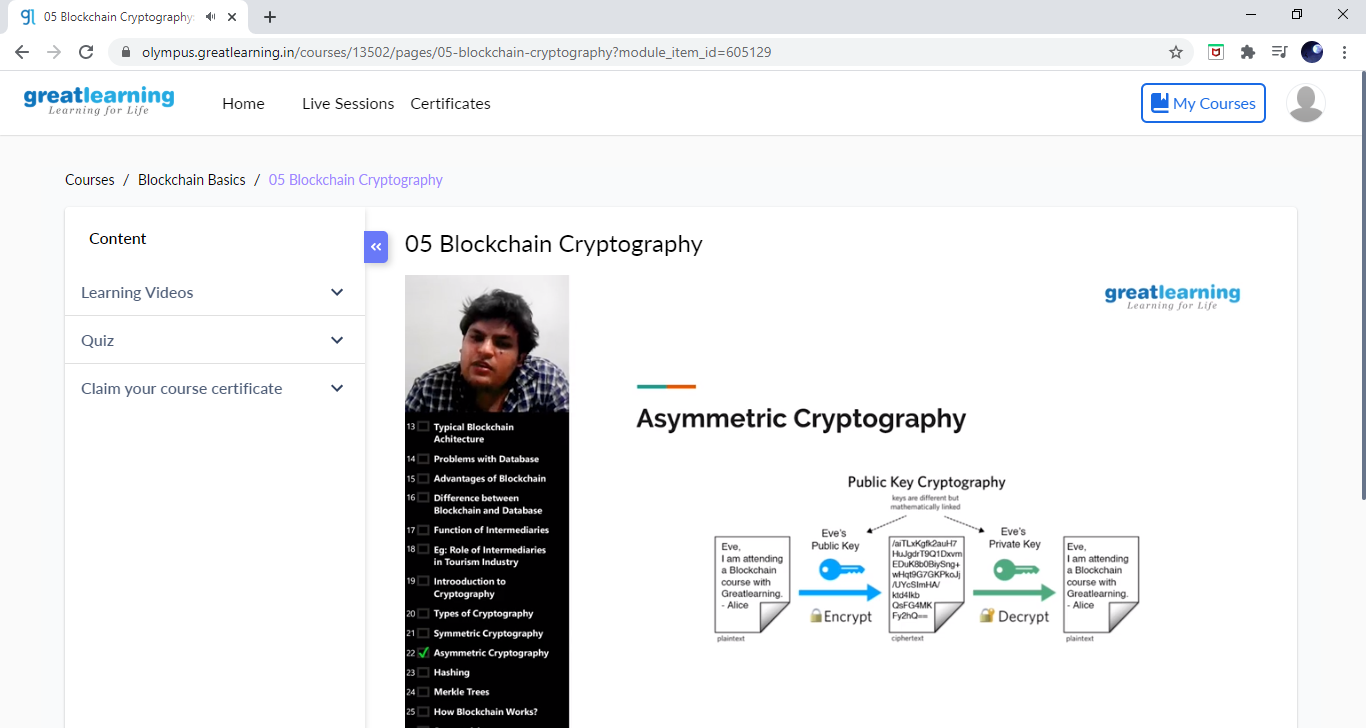 05 Blockchain Cryptography
olympus.greatlearning.in/courses/13502/pages/05-blockchain-cryptography?module_item_id=605129
greatlearning
Learning for Life
Home Live Sessions Certificates
My Courses
Courses / Blockchain Basics / 05 Blockchain Cryptography
Content
Learning Videos
Quiz
Claim your course certificate
05 Blockchain Cryptography
13 Typical Blockchain
Achitecture
14 Problems with Database
15 Advantages of Blockchain
16 Difference between
Blockchain and Database
17 Function of Intermediaries
18 Eg: Role of Intermediaries
in Tourism Industry
19 Introoduction to
Cryptography
20 Types of Cryptography
21 Symmetric Cryptography
22 Asymmetric Cryptography
23 Hashing
24 Merkle Trees
25 How Blockchain Works?
greatlearning
Learning for Life
Asymmetric Cryptography
Public Key Cryptography
keys are different but
mathematically linked
Eve's
Public Key
Eve's
Private Key
Eve,
I am attending
a Blockchain
course with
Greatlearning.
- Alice
plaintext
Encrypt
/aiTLxKgfk2auH7
HuJgdrT9Q1Dxvm
EDuK8b0BiySng+
wHqt9G7GKPkoJj
/UYcSImHA/
ktd4Ikb
QsFG4MK
Fy2hQ==
ciphertext
Decrypt
Eve,
I am attending
a Blockchain
course with
Greatlearning.
- Alice
plaintext